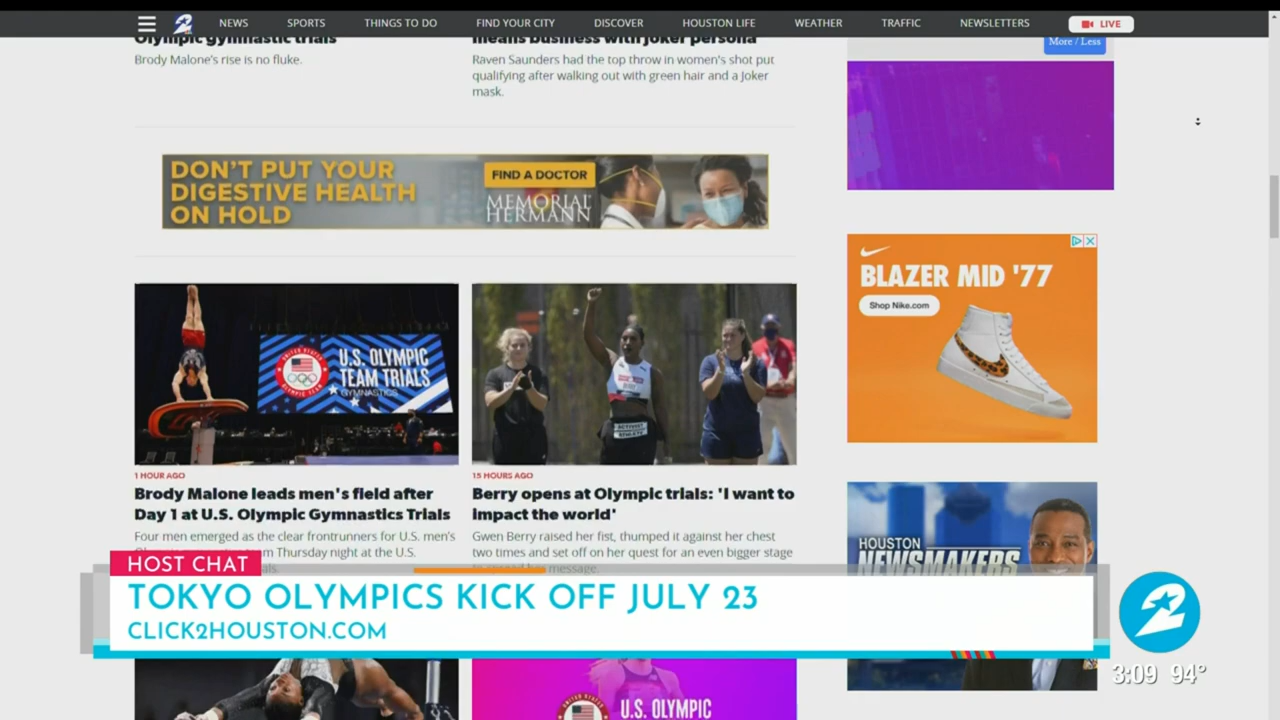 2
NEWS
SPORTS
THINGS TO DO
FIND YOUR CITY
DISCOVER
HOUSTON LIFE
WEATHER
TRAFFIC
NEWSLETTERS
LIVE
Olympic gymnastic trials
Brody Malone's rise is no fluke.
means business with Joker persona
Raven Saunders had the top throw in women's shot put
qualifying after walking out with green hair and a Joker
mask.
More / Less
DON'T PUT YOUR
DIGESTIVE HEALTH
ON HOLD
FIND A DOCTOR
MEMORIAL
HERMANN
BLAZER MID '77
Shop Nike.com
UNITED STATES
U.S. OLYMPIC
TEAM TRIALS
GYMNASTICS
ACTIVIST
ATHLETE
1 HOUR AGO
Brody Malone leads men's field after
Day 1 at U.S. Olympic Gymnastics Trials
Four men emerged as the clear frontrunners for U.S. men's
Thursday night at the U.S.
15 HOURS AGO
Berry opens at Olympic trials: 'I want to
impact the world'
Gwen Berry raised her fist, thumped it against her chest
two times and set off on her quest for an even bigger stage
message.
HOUSTON
NEWSMAKERS
HOST CHAT
TOKYO OLYMPICS KICK OFF JULY 23
CLICK2HOUSTON.COM
2
3:09 94°
U.S. OLYMPIC